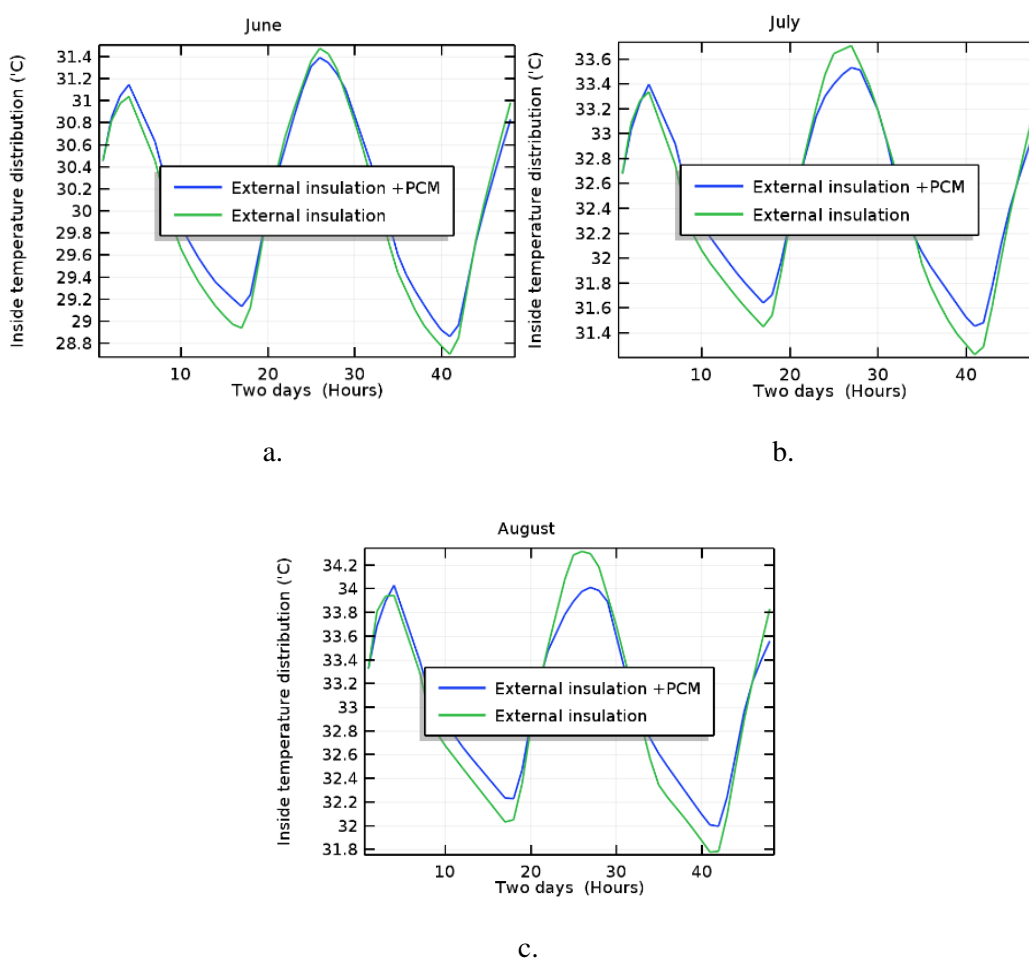 June
Inside temperature distribution ('C)
31.4
31.2
31
30.8
30.6
30.4
30.2
30
29.8
29.6
29.4
29.2
29
28.8
External insulation +PCM
External insulation
10
20
30
40
Two days (Hours)
a.
July
Inside temperature distribution ('C)
33.6
33.4
33.2
33
32.8
32.6
32.4
32.2
32
31.8
31.6
31.4
External insulation +PCM
External insulation
10
20
30
40
Two days (Hours)
b.
August
Inside temperature distribution ('C)
34.2
34
33.8
33.6
33.4
33.2
33
32.8
32.6
32.4
32.2
32
31.8
External insulation +PCM
External insulation
10
20
30
40
Two days (Hours)
c.